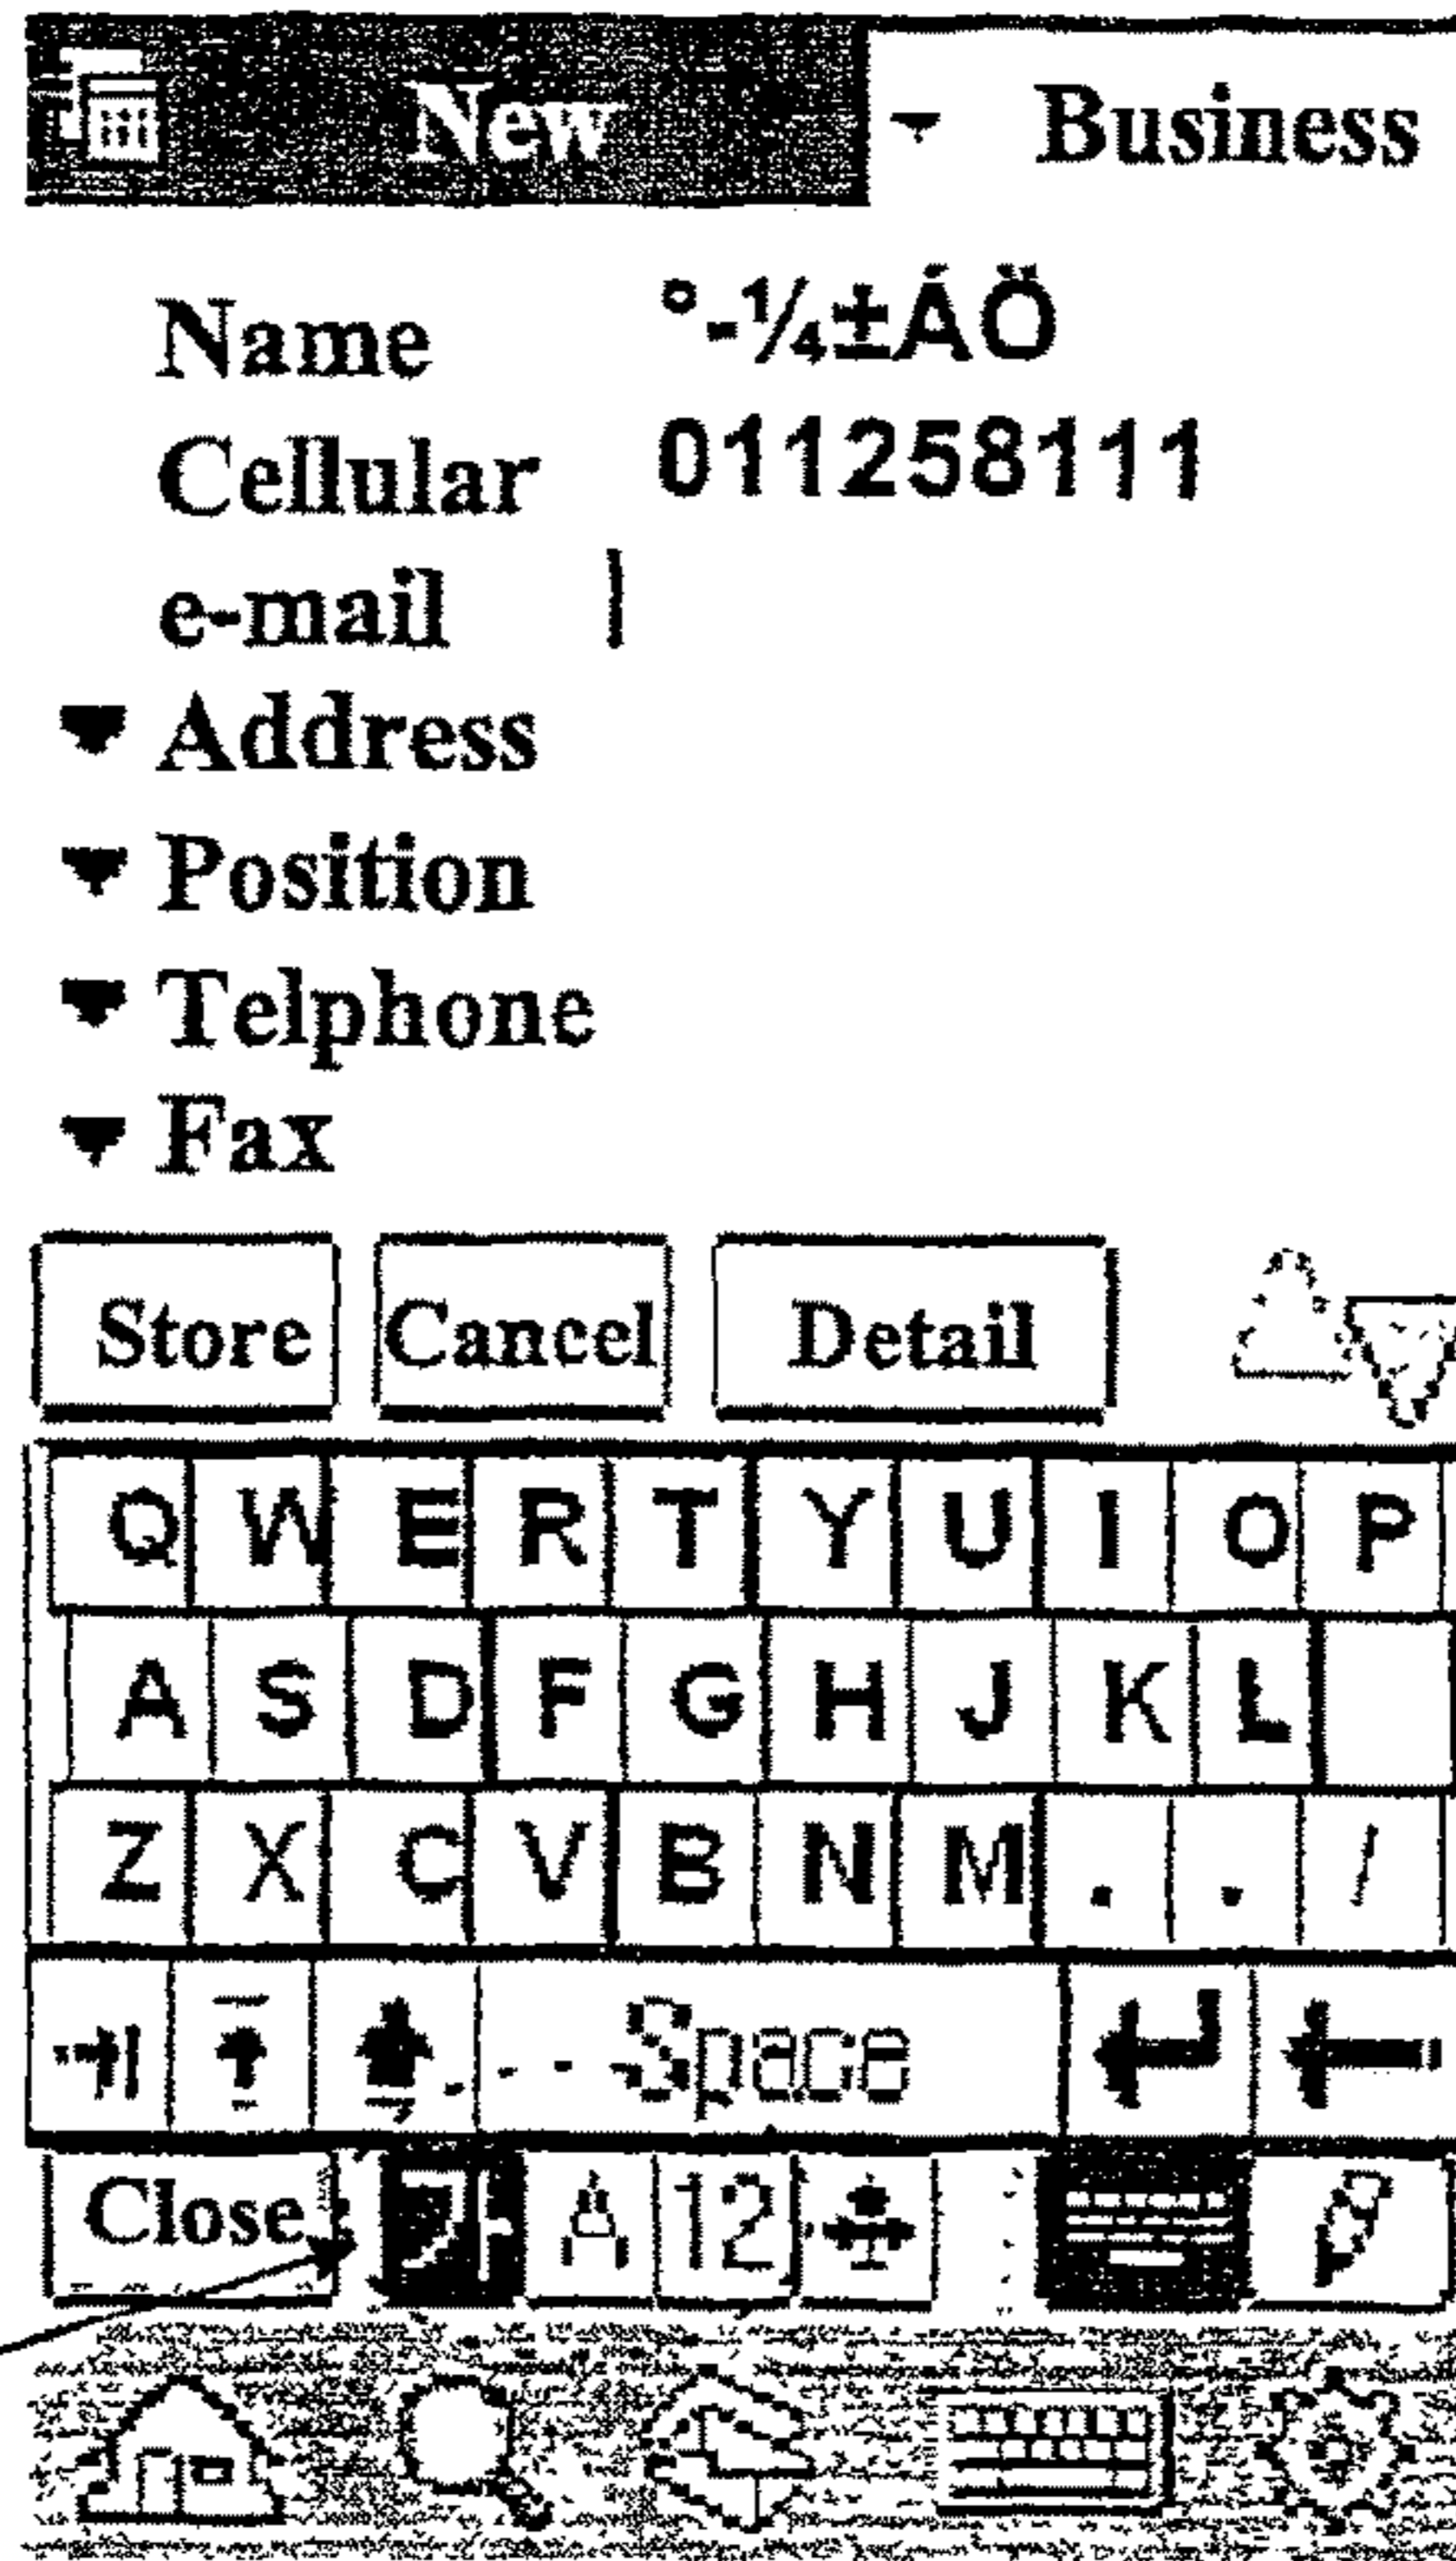 New Business
Name °-¼±ÁÖ
Cellular 011258111
e-mail
Address
Position
Telphone
Fax
Store Cancel Detail
Q W E R T Y U I O P
A S D F G H J K L
Z X C V B N M . . /
Space
Close 가 A 12